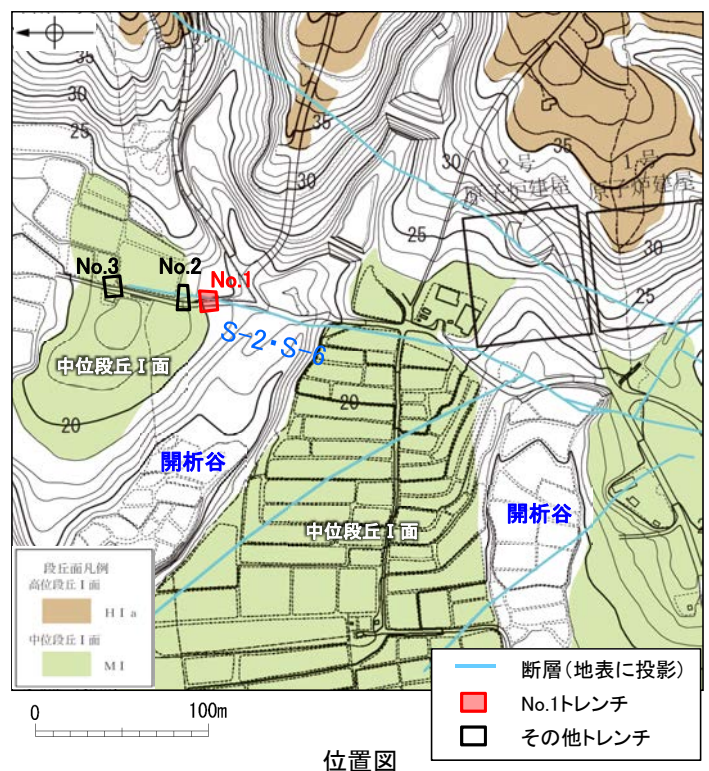 35
30
25
35
30
30
25
35
2号
原子炉建屋
1号
原子炉建屋
30
25
No.3
No.2
No.1
S-2・S-6
中位段丘Ⅰ面
20
20
開析谷
開析谷
中位段丘Ⅰ面
段丘面凡例
高位段丘Ⅰ面
HⅠa
中位段丘Ⅰ面
MⅠ
断層(地表に投影)
No.1トレンチ
その他トレンチ
0 100m
位置図